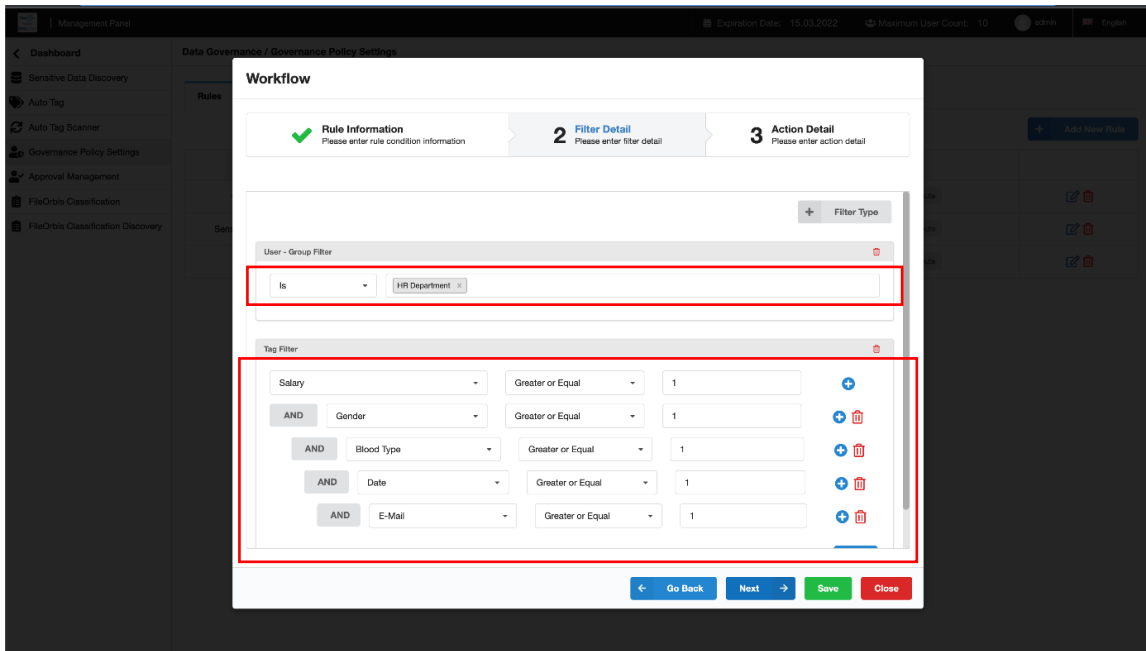 Management Panel Expiration Date: 15.03.2022 Maximum User Count: 10 admin English
Dashboard
Data Governance / Governance Policy Settings
Sensitive Data Discovery
Auto Tag
Auto Tag Scanner
Governance Policy Settings
Approval Management
FileOrbis Classification
FileOrbis Classification Discovery
Rules
+ Add New Rule
Workflow
Rule Information
Please enter rule condition information
2 Filter Detail
Please enter filter detail
3 Action Detail
Please enter action detail
+ Filter Type
User - Group Filter
Is HR Department ×
Tag Filter
Salary Greater or Equal 1
AND Gender Greater or Equal 1
AND Blood Type Greater or Equal 1
AND Date Greater or Equal 1
AND E-Mail Greater or Equal 1
Go Back Next Save Close